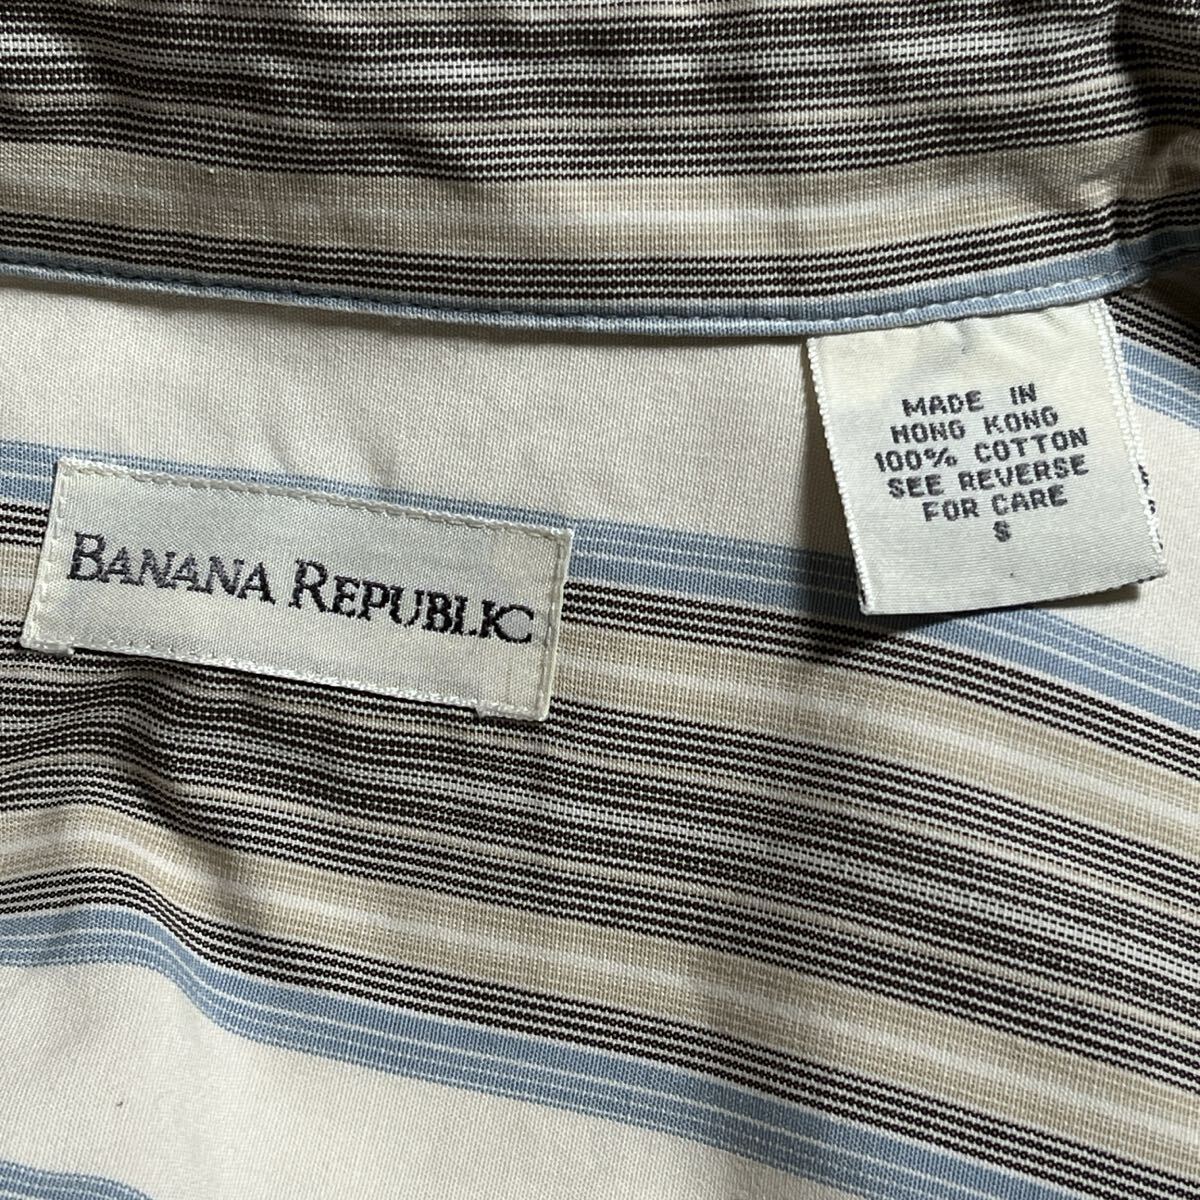 BANANA REPUBLIC
MADE IN
HONG KONG
100% COTTON
SEE REVERSE
FOR CARE
S